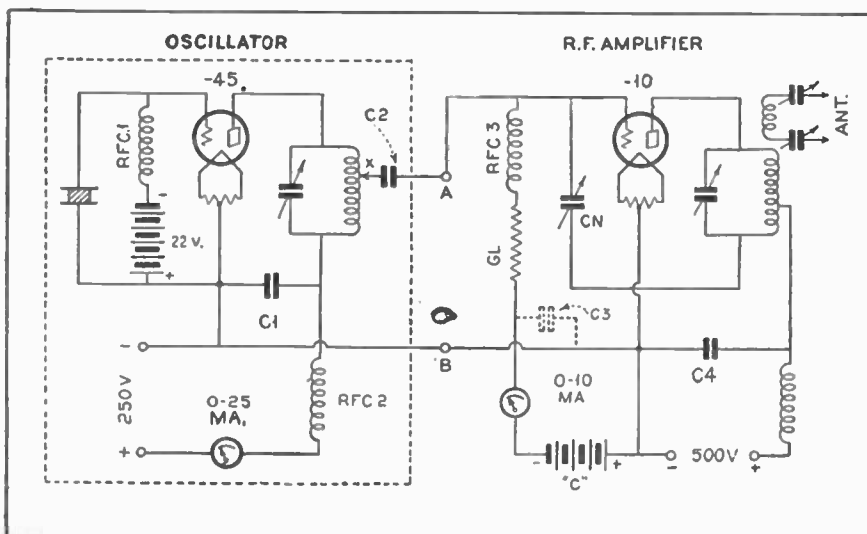 OSCILLATOR
R.F. AMPLIFIER
-45.
-10
C2
ANT.
RFC.1
X
A
RFC 3
CN
22 V.
-
+
GL
C1
C3
B
C4
-
250V
+
0-25
MA.
RFC 2
0-10
MA
-
"C"
+
-
500V
+